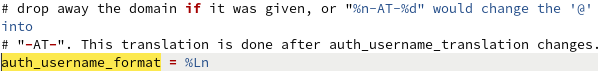 # drop away the domain if it was given, or "%n-AT-%d" would change the '@'
into
# "-AT-". This translation is done after auth_username_translation changes.
auth_username_format = %Ln